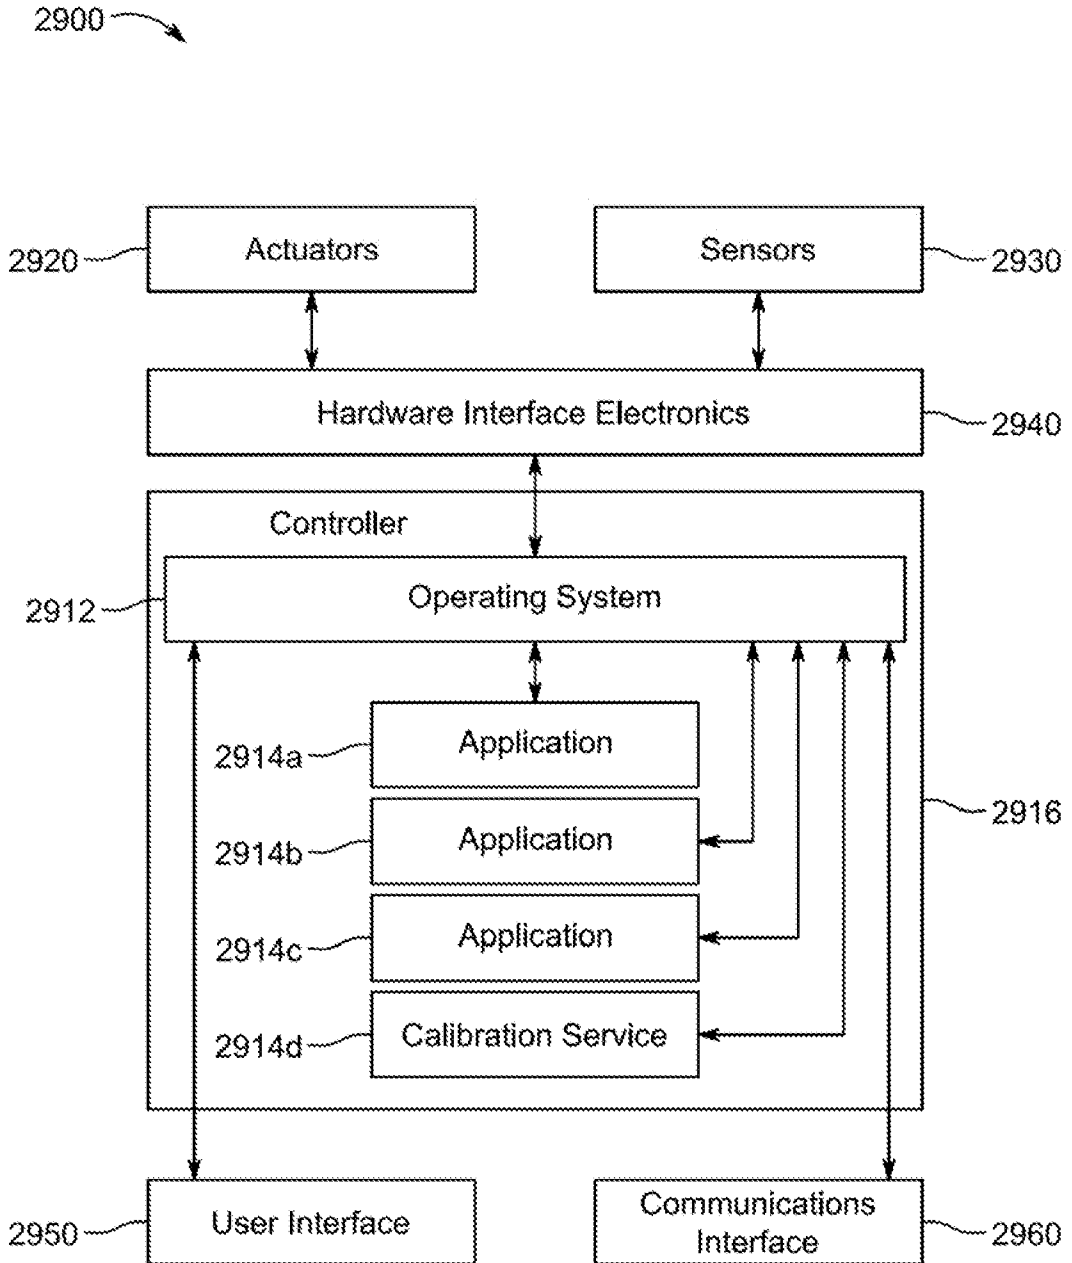 2900
Actuators
Sensors
2920
2930
Hardware Interface Electronics
2940
Controller
Operating System
2912
Application
2914a
2916
Application
2914b
Application
2914c
Calibration Service
2914d
User Interface
Communications
Interface
2950
2960